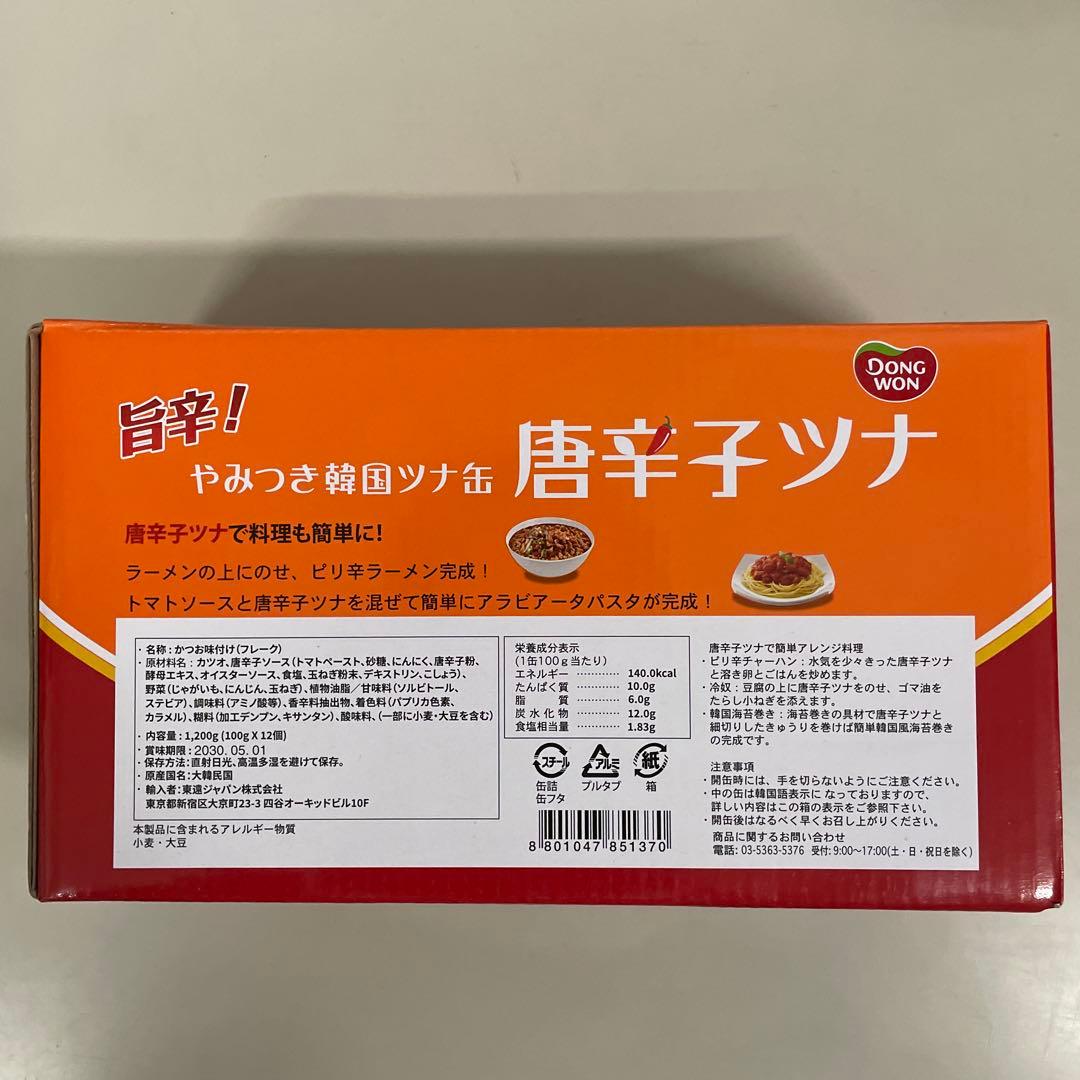 DONG
WON
旨辛!
やみつき韓国ツナ缶 唐辛子ツナ
唐辛子ツナで料理も簡単に!
ラーメンの上にのせ、ピリ辛ラーメン完成!
トマトソースと唐辛子ツナを混ぜて簡単にアラビアータパスタが完成!
・名称:かつお味付け(フレーク)
・原材料名:カツオ、唐辛子ソース(トマトペースト、砂糖、にんにく、唐辛子粉、
酵母エキス、オイスターソース、食塩、玉ねぎ粉末、デキストリン、こしょう)、
野菜(じゃがいも、にんじん、玉ねぎ)、植物油脂/甘味料(ソルビトール、
ステビア)、調味料(アミノ酸等)、香辛料抽出物、着色料(パプリカ色素、
カラメル)、糊料(加工デンプン、キサンタン)、酸味料、(一部に小麦・大豆を含む)
・内容量:1,200g (100g X 12個)
・賞味期限:2030.05.01
・保存方法:直射日光、高温多湿を避けて保存。
・原産国名:大韓民国
・輸入者:東遠ジャパン株式会社
東京都新宿区大京町23-3 四谷オーキッドビル10F
本製品に含まれるアレルギー物質
小麦・大豆
栄養成分表示
(1缶100g当たり)
エネルギー ………… 140.0kcal
たんぱく質 ………… 10.0g
脂質 ………… 6.0g
炭水化物 ………… 12.0g
食塩相当量 ………… 1.83g
スチール アルミ 紙
缶詰 プルタブ 箱
缶フタ
8 801047 851370
唐辛子ツナで簡単アレンジ料理
・ピリ辛チャーハン:水気を少々きった唐辛子ツナ
と溶き卵とごはんを炒めます。
・冷奴:豆腐の上に唐辛子ツナをのせ、ゴマ油を
たらし小ねぎを添えます。
・韓国海苔巻き:海苔巻きの具材で唐辛子ツナと
細切りしたきゅうりを巻けば簡単韓国風海苔巻き
の完成です。
注意事項
・開缶時には、手を切らないようにご注意ください。
・中の缶は韓国語表示に なっておりますので、
詳しい内容はこの箱の表示をご参照下さい。
・開缶後はなるべく早くお召し上がりください。
商品に関するお問い合わせ
電話: 03-5363-5376 受付: 9:00〜17:00(土・日・祝日を除く)